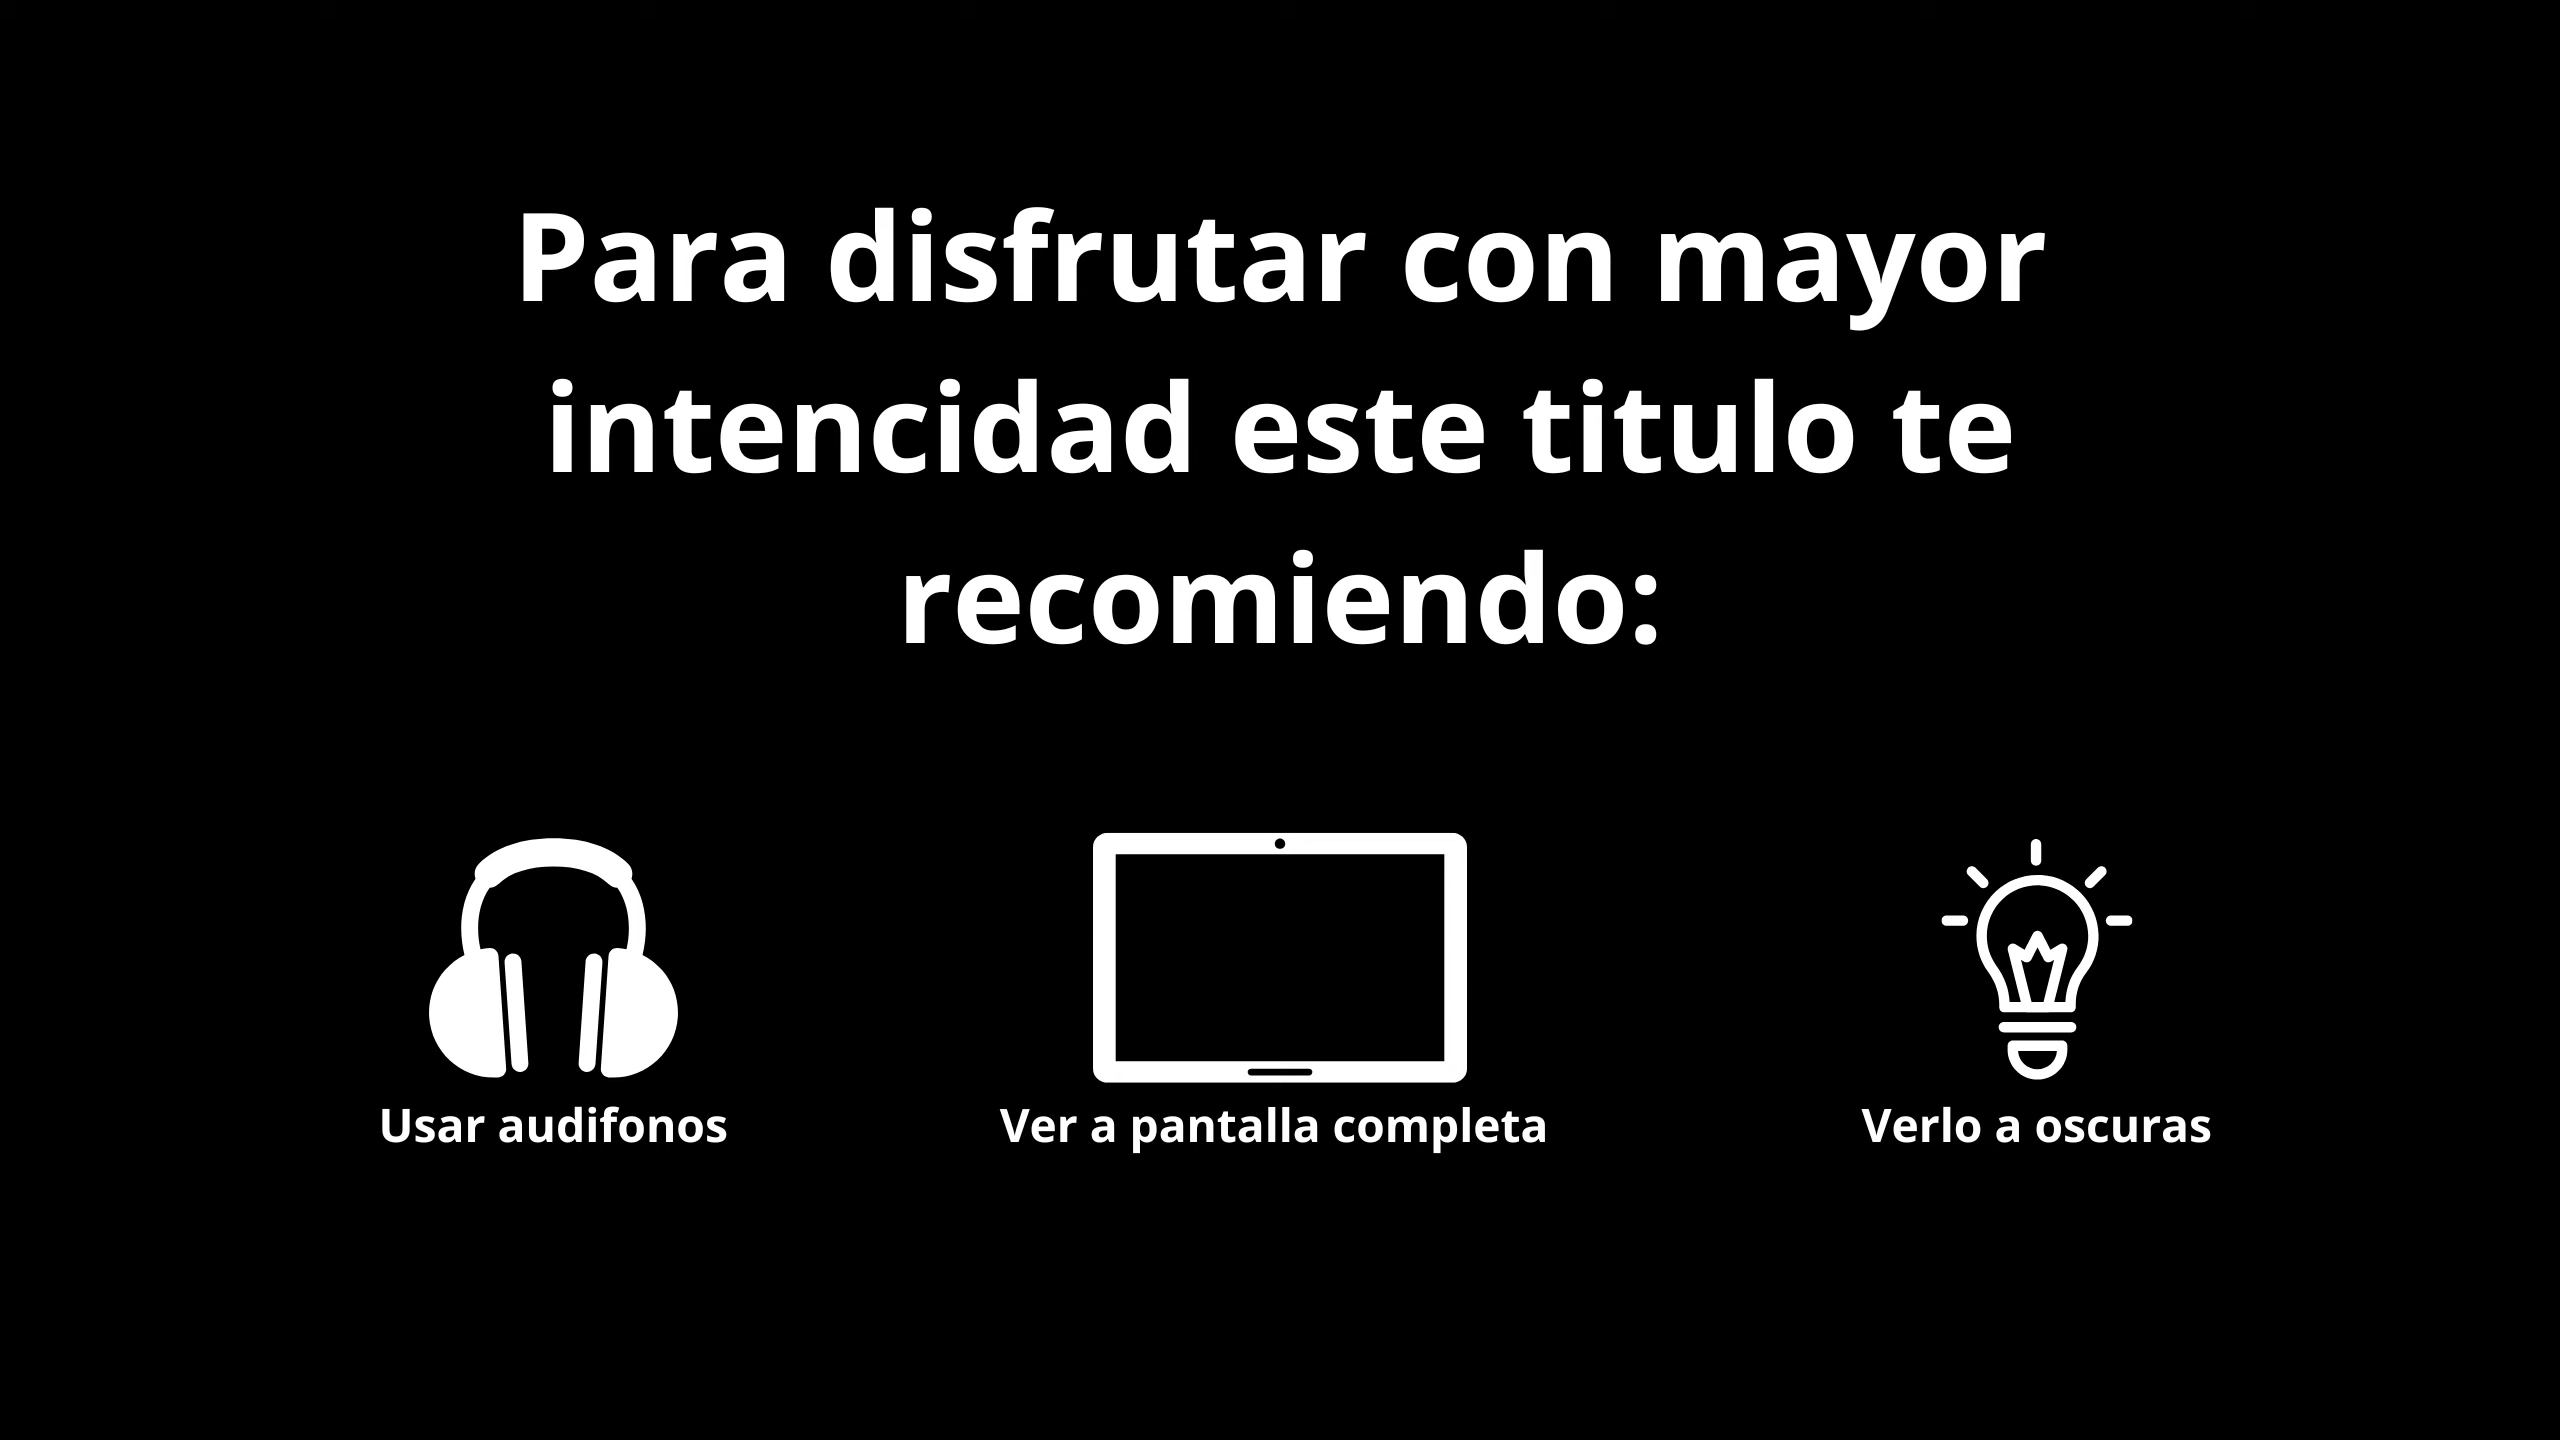 Para disfrutar con mayor
intencidad este titulo te
recomiendo:
Usar audifonos
Ver a pantalla completa
Verlo a oscuras